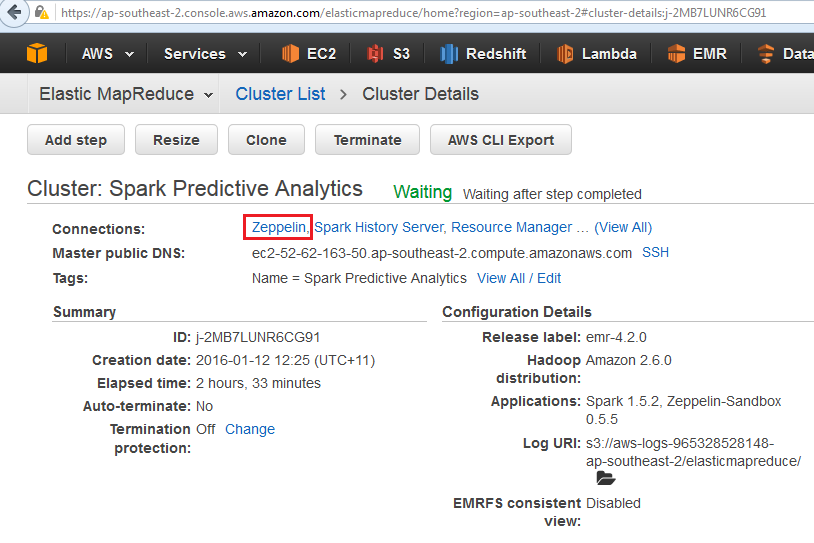 https://ap-southeast-2.console.aws.amazon.com/elasticmapreduce/home?region=ap-southeast-2#cluster-details:j-2MB7LUNR6CG91
AWS Services EC2 S3 Redshift Lambda EMR Data
Elastic MapReduce Cluster List > Cluster Details
Add step Resize Clone Terminate AWS CLI Export
Cluster: Spark Predictive Analytics Waiting Waiting after step completed
Connections: Zeppelin, Spark History Server, Resource Manager … (View All)
Master public DNS: ec2-52-62-163-50.ap-southeast-2.compute.amazonaws.com SSH
Tags: Name = Spark Predictive Analytics View All / Edit
Summary
ID: j-2MB7LUNR6CG91
Creation date: 2016-01-12 12:25 (UTC+11)
Elapsed time: 2 hours, 33 minutes
Auto-terminate: No
Termination Off Change
protection:
Configuration Details
Release label: emr-4.2.0
Hadoop Amazon 2.6.0
distribution:
Applications: Spark 1.5.2, Zeppelin-Sandbox
0.5.5
Log URI: s3://aws-logs-965328528148-
ap-southeast-2/elasticmapreduce/
EMRFS consistent Disabled
view: